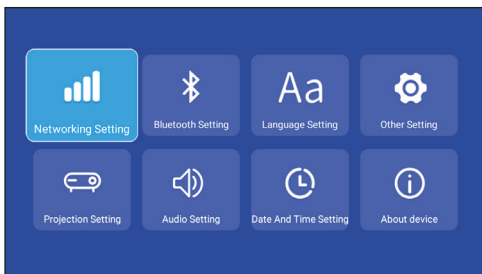 Networking Setting
Bluetooth Setting
Aa
Language Setting
Other Setting
Projection Setting
Audio Setting
Date And Time Setting
About device